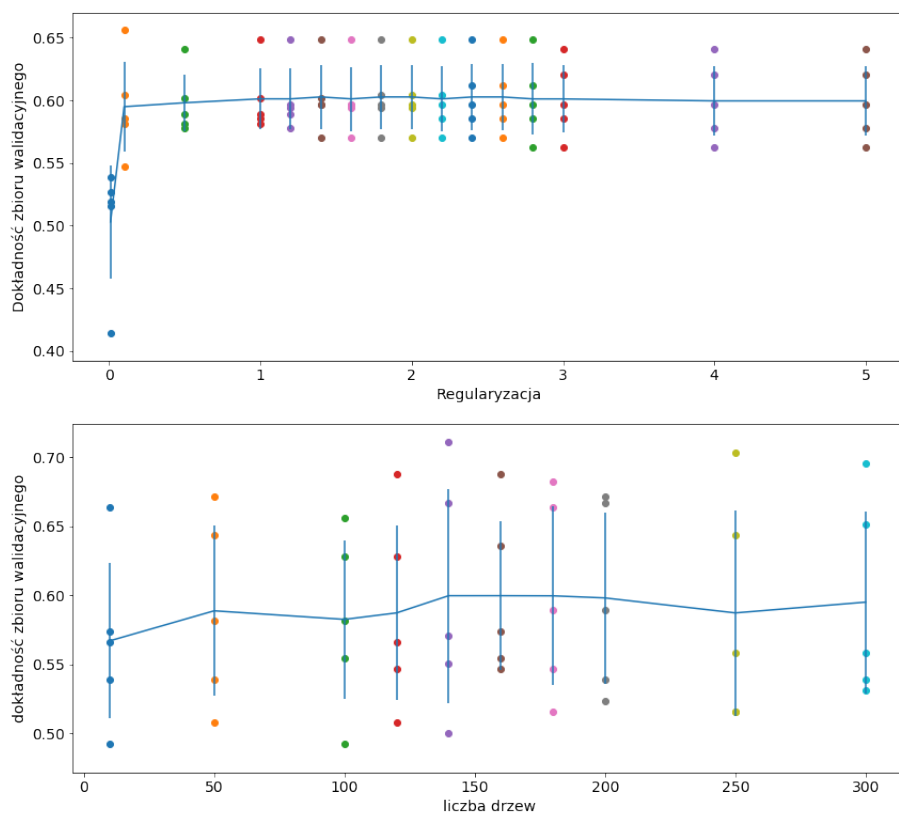 0.65
0.60
0.55
0.50
0.45
0.40
Dokładność zbioru walidacyjnego
0 1 2 3 4 5
Regularyzacja
0.70
0.65
0.60
0.55
0.50
dokładność zbioru walidacyjnego
0 50 100 150 200 250 300
liczba drzew